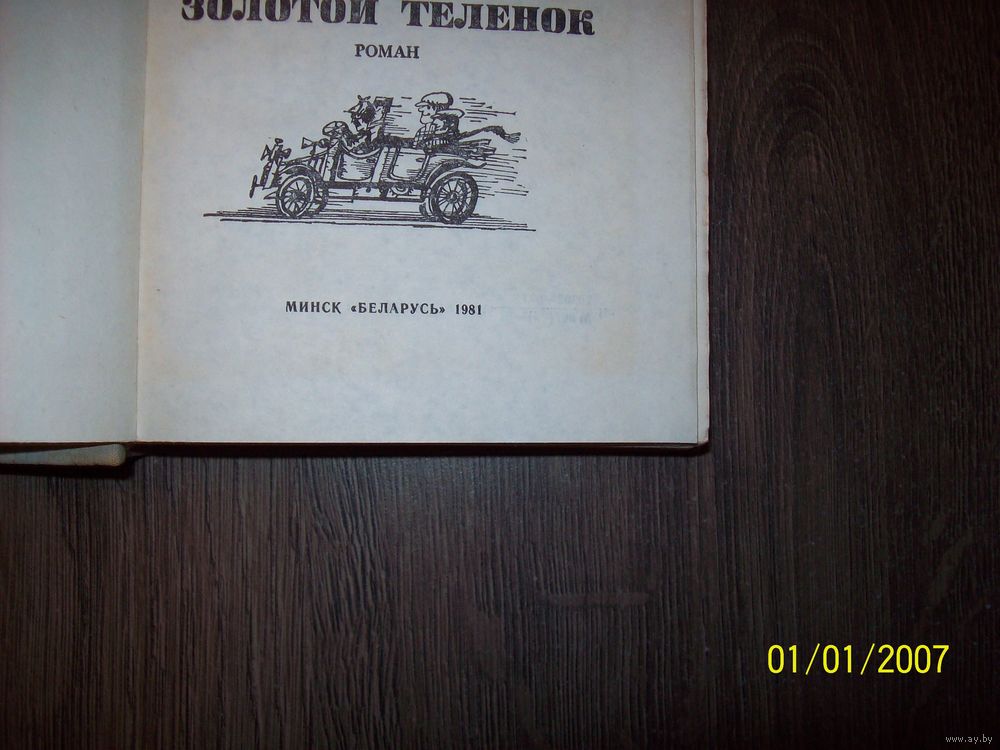 ЗОЛОТОЙ ТЕЛЕНОК
РОМАН
МИНСК «БЕЛАРУСЬ» 1981
01/01/2007
www.ay.by